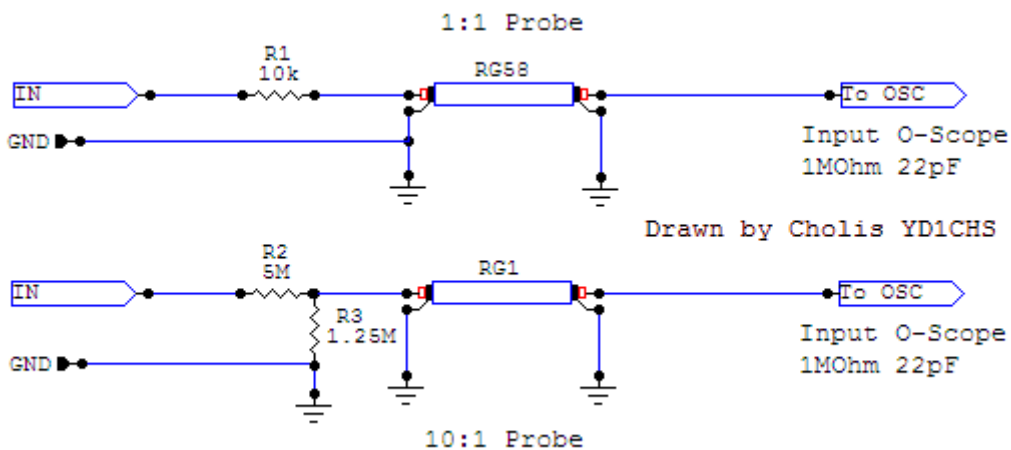 1:1 Probe
R1
10k
RG58
IN
To OSC
GND
Input O-Scope
1MOhm 22pF
Drawn by Cholis YD1CHS
R2
5M
RG1
IN
To OSC
R3
1.25M
Input O-Scope
1MOhm 22pF
GND
10:1 Probe